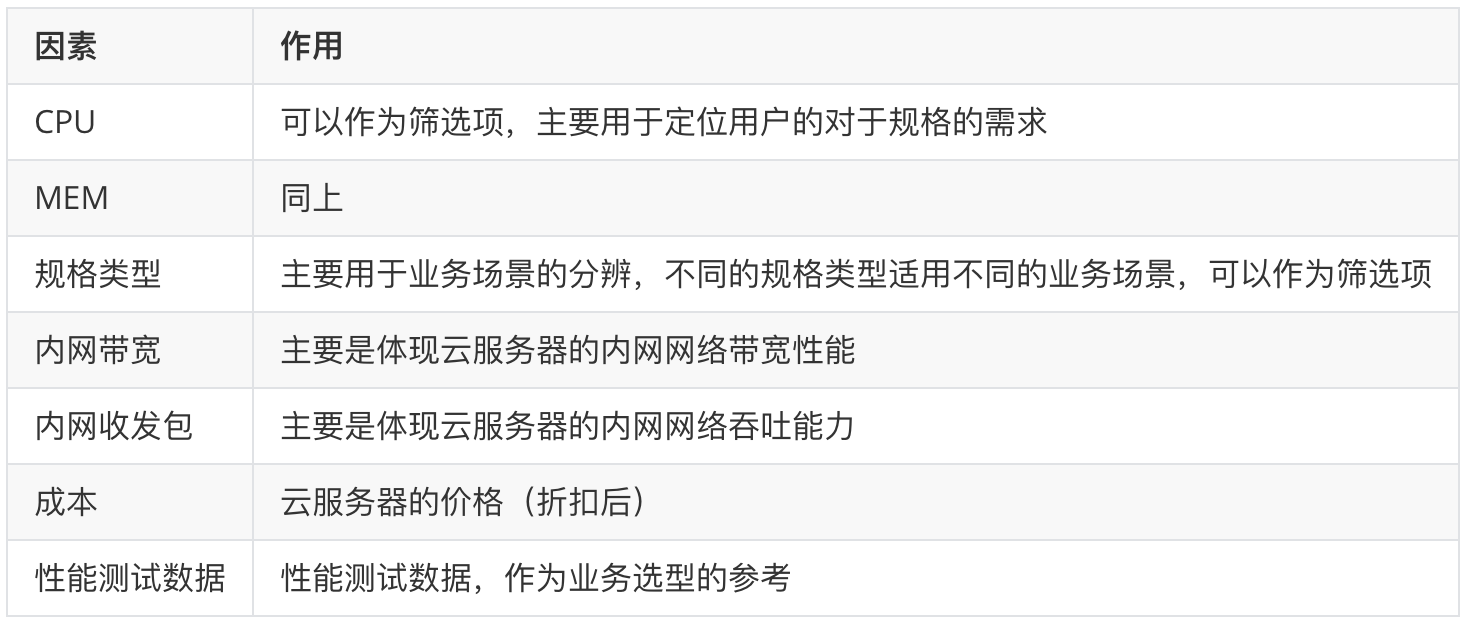 因素 作用
CPU 可以作为筛选项，主要用于定位用户的对于规格的需求
MEM 同上
规格类型 主要用于业务场景的分辨，不同的规格类型适用不同的业务场景，可以作为筛选项
内网带宽 主要是体现云服务器的内网网络带宽性能
内网收发包 主要是体现云服务器的内网网络吞吐能力
成本 云服务器的价格（折扣后）
性能测试数据 性能测试数据，作为业务选型的参考